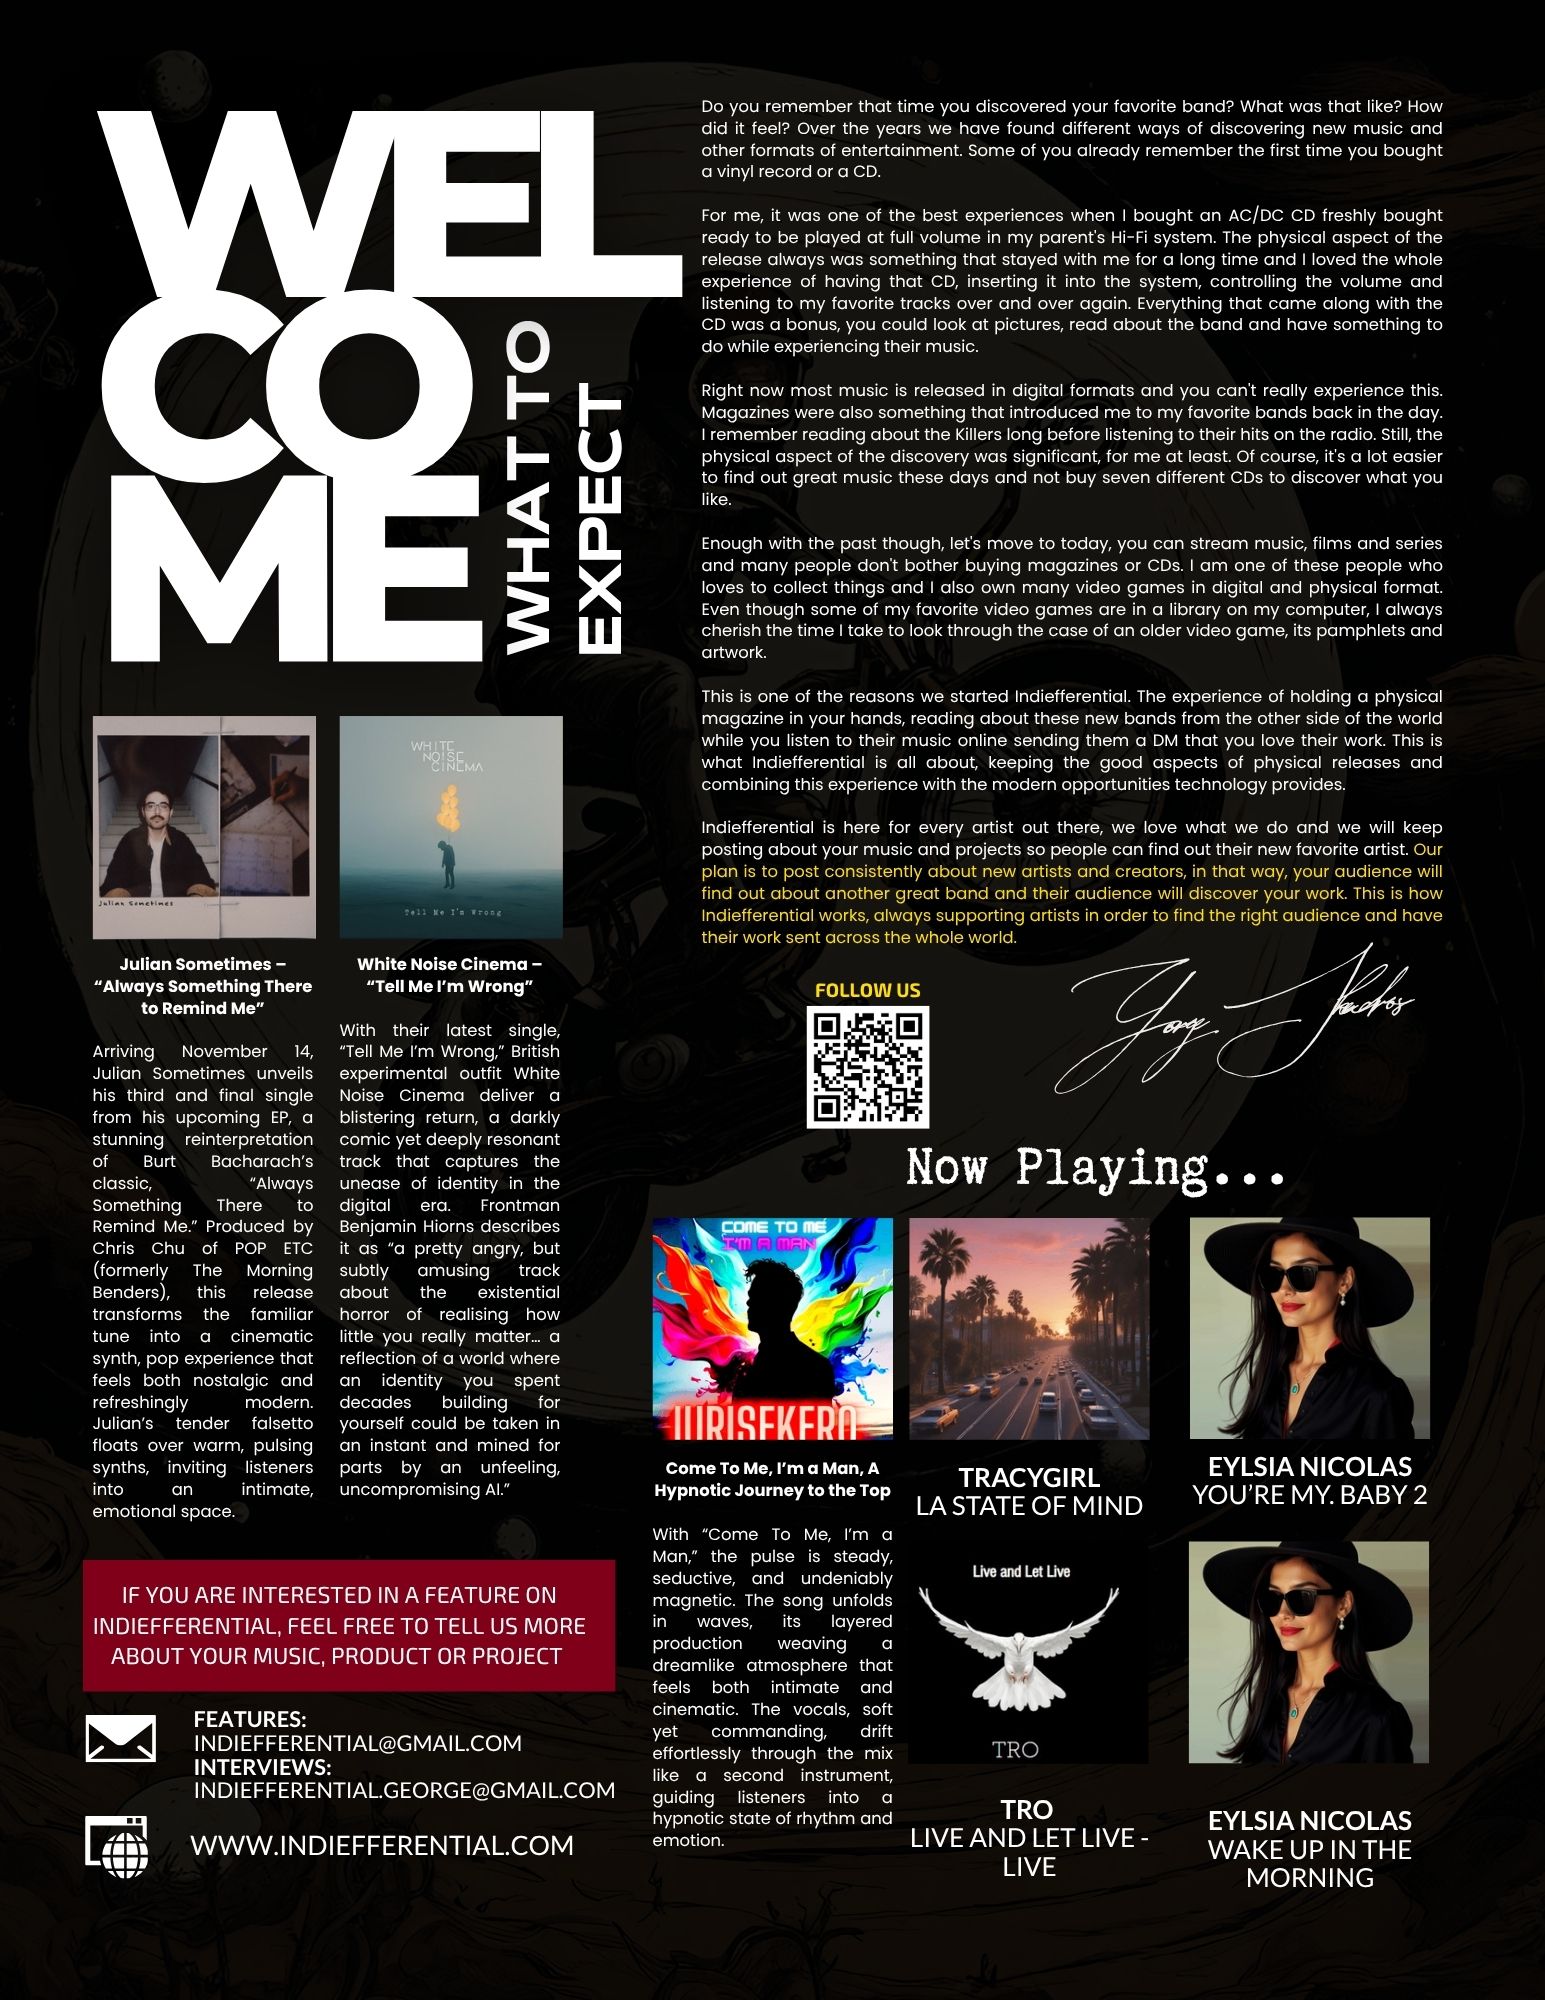 WEL
CO
ME
WHAT TO
EXPECT
Do you remember that time you discovered your favorite band? What was that like? How
did it feel? Over the years we have found different ways of discovering new music and
other formats of entertainment. Some of you already remember the first time you bought
a vinyl record or a CD.
For me, it was one of the best experiences when I bought an AC/DC CD freshly bought
ready to be played at full volume in my parent's Hi-Fi system. The physical aspect of the
release always was something that stayed with me for a long time and I loved the whole
experience of having that CD, inserting it into the system, controlling the volume and
listening to my favorite tracks over and over again. Everything that came along with the
CD was a bonus, you could look at pictures, read about the band and have something to
do while experiencing their music.
Right now most music is released in digital formats and you can't really experience this.
Magazines were also something that introduced me to my favorite bands back in the day.
I remember reading about the Killers long before listening to their hits on the radio. Still, the
physical aspect of the discovery was significant, for me at least. Of course, it's a lot easier
to find out great music these days and not buy seven different CDs to discover what you
like.
Enough with the past though, let's move to today, you can stream music, films and series
and many people don't bother buying magazines or CDs. I am one of these people who
loves to collect things and I also own many video games in digital and physical format.
Even though some of my favorite video games are in a library on my computer, I always
cherish the time I take to look through the case of an older video game, its pamphlets and
artwork.
This is one of the reasons we started Indiefferential. The experience of holding a physical
magazine in your hands, reading about these new bands from the other side of the world
while you listen to their music online sending them a DM that you love their work. This is
what Indiefferential is all about, keeping the good aspects of physical releases and
combining this experience with the modern opportunities technology provides.
Indiefferential is here for every artist out there, we love what we do and we will keep
posting about your music and projects so people can find out their new favorite artist. Our
plan is to post consistently about new artists and creators, in that way, your audience will
find out about another great band and their audience will discover your work. This is how
Indiefferential works, always supporting artists in order to find the right audience and have
their work sent across the whole world.
FOLLOW US
Julian Sometimes
Julian Sometimes –
“Always Something There
to Remind Me”
Arriving November 14,
Julian Sometimes unveils
his third and final single
from his upcoming EP, a
stunning reinterpretation
of Burt Bacharach’s
classic, “Always
Something There to
Remind Me.” Produced by
Chris Chu of POP ETC
(formerly The Morning
Benders), this release
transforms the familiar
tune into a cinematic
synth, pop experience that
feels both nostalgic and
refreshingly modern.
Julian’s tender falsetto
floats over warm, pulsing
synths, inviting listeners
into an intimate,
emotional space.
WHITE
NOISE
CINEMA
Tell Me I'm Wrong
White Noise Cinema –
“Tell Me I’m Wrong”
With their latest single,
“Tell Me I’m Wrong,” British
experimental outfit White
Noise Cinema deliver a
blistering return, a darkly
comic yet deeply resonant
track that captures the
unease of identity in the
digital era. Frontman
Benjamin Hiorns describes
it as “a pretty angry, but
subtly amusing track
about the existential
horror of realising how
little you really matter… a
reflection of a world where
an identity you spent
decades building for
yourself could be taken in
an instant and mined for
parts by an unfeeling,
uncompromising AI.”
IF YOU ARE INTERESTED IN A FEATURE ON
INDIEFFERENTIAL, FEEL FREE TO TELL US MORE
ABOUT YOUR MUSIC, PRODUCT OR PROJECT
FEATURES:
INDIEFFERENTIAL@GMAIL.COM
INTERVIEWS:
INDIEFFERENTIAL.GEORGE@GMAIL.COM
WWW.INDIEFFERENTIAL.COM
Now Playing...
COME TO ME
I'M A MAN
JURISEKERO
Come To Me, I’m a Man, A
Hypnotic Journey to the Top
With “Come To Me, I’m a
Man,” the pulse is steady,
seductive, and undeniably
magnetic. The song unfolds
in waves, its layered
production weaving a
dreamlike atmosphere that
feels both intimate and
cinematic. The vocals, soft
yet commanding, drift
effortlessly through the mix
like a second instrument,
guiding listeners into a
hypnotic state of rhythm and
emotion.
TRACYGIRL
LA STATE OF MIND
Live and Let Live
TRO
TRO
LIVE AND LET LIVE -
LIVE
EYLSIA NICOLAS
YOU’RE MY. BABY 2
EYLSIA NICOLAS
WAKE UP IN THE
MORNING